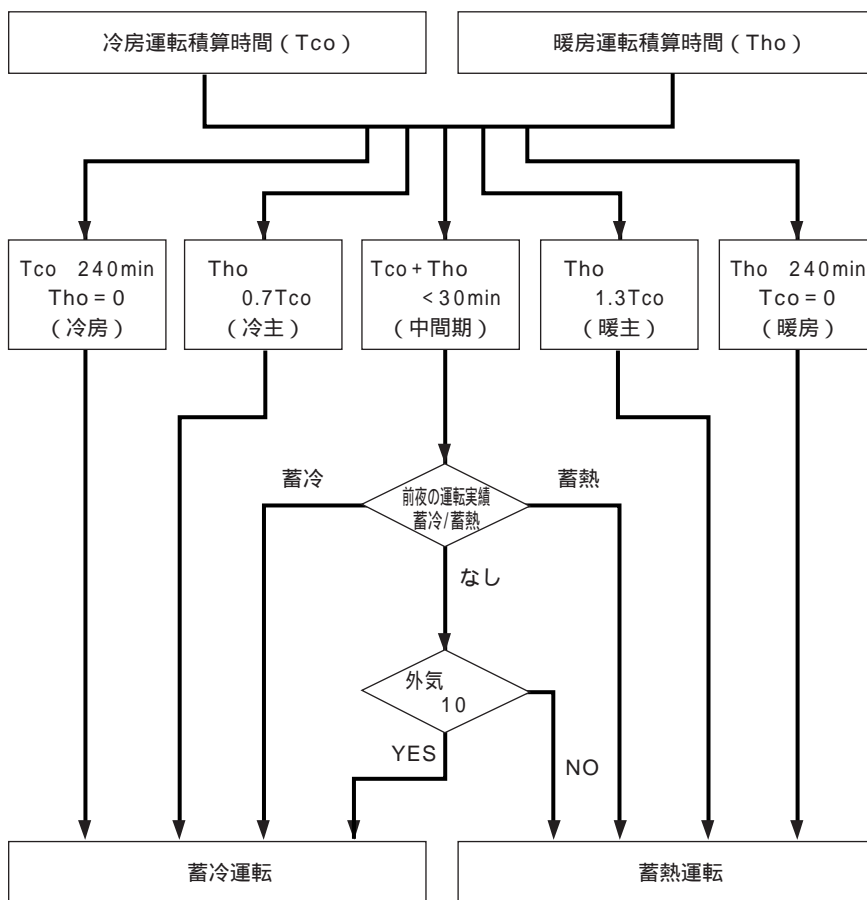 冷房運転積算時間（Tco）
暖房運転積算時間（Tho）
Tco 240min
Tho=0
（冷房）
Tho
0.7Tco
（冷主）
Tco+Tho
<30min
（中間期）
Tho
1.3Tco
（暖主）
Tho 240min
Tco=0
（暖房）
蓄冷
前夜の運転実績
蓄冷/蓄熱
蓄熱
なし
外気
10
YES
NO
蓄冷運転
蓄熱運転